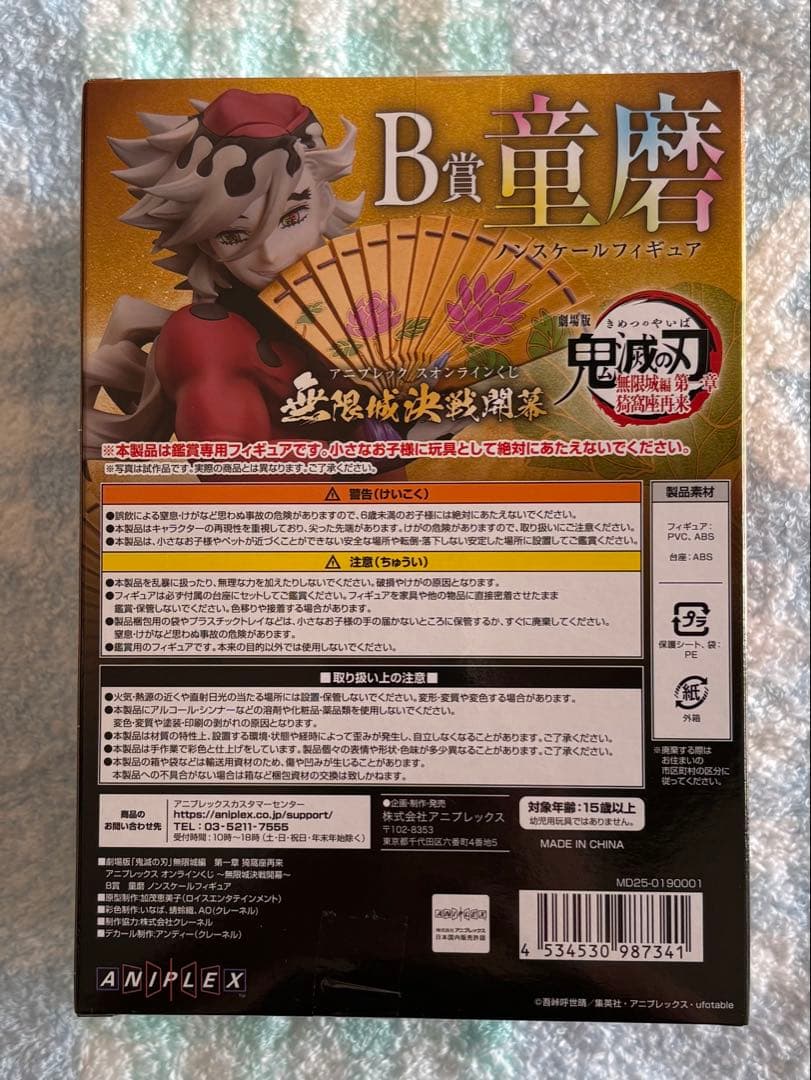 B賞 童磨
ノンスケールフィギュア
劇場版
きめつのやいば
鬼滅の刃
無限城編 第一章
猗窩座再来
アニプレックスオンラインくじ
無限城決戦開幕
※本製品は鑑賞専用フィギュアです。小さなお子様に玩具として絶対にあたえないでください。
※写真は試作品です。実際の商品とは異なります。ご了承ください。
⚠ 警告(けいこく)
●誤飲による窒息・けがなど思わぬ事故の危険がありますので、6歳未満のお子様には絶対にあたえないでください。
●本製品はキャラクターの再現性を重視しており、尖った先端があります。けがの危険がありますので、取り扱いにご注意ください。
●本製品は、小さなお子様やペットが近づくことができない安全な場所や転倒・落下しない安定した場所に設置してご鑑賞ください。
⚠ 注意(ちゅうい)
●本製品を乱暴に扱ったり、無理な力を加えたりしないでください。破損やけがの原因となります。
●フィギュアは必ず付属の台座にセットしてご鑑賞ください。フィギュアを家具や他の物品に直接密着させたまま
鑑賞・保管しないでください。色移りや接着する場合があります。
●製品梱包用の袋やプラスチックトレイなどは、小さなお子様の手の届かないところに保管するか、すぐに廃棄してください。
窒息・けがなど思わぬ事故の危険があります。
●鑑賞用のフィギュアです。本来の目的以外では使用しないでください。
■取り扱い上の注意■
●火気・熱源の近くや直射日光の当たる場所には設置・保管しないでください。変形・変質や変色する場合があります。
●本製品にアルコール・シンナーなどの溶剤や化粧品・薬品類を使用しないでください。
変色・変質や塗装・印刷の剥がれの原因となります。
●本製品は材質の特性上、設置する環境・状態や経時によって歪みが発生し、自立しなくなることがあります。ご了承ください。
●本製品は手作業で彩色と仕上げをしています。製品個々の表情や形状・色味が多少異なることがあります。ご了承ください。
●本製品の箱や袋などは輸送用資材のため、傷や凹みが生じることがあります。
本製品への不具合がない場合は箱など梱包資材の交換は致しかねます。
製品素材
フィギュア:
PVC、ABS
台座:ABS
プラ
保護シート、袋:
PE
紙
外箱
※廃棄する際は
お住まいの
市区町村の区分に
従ってください。
商品の
お問い合わせ先
アニプレックスカスタマーセンター
https://aniplex.co.jp/support/
TEL:03-5211-7555
受付時間:10時~18時(土・日・祝日・年末年始除く)
●企画・制作・発売
株式会社アニプレックス
〒102-8353
東京都千代田区六番町4番地5
対象年齢:15歳以上
幼児用玩具ではありません。
MADE IN CHINA
■劇場版「鬼滅の刃」無限城編 第一章 猗窩座再来
アニプレックス オンラインくじ ~無限城決戦開幕~
B賞 童磨 ノンスケールフィギュア
■原型制作:加茂恵美子(ロイスエンタテインメント)
■彩色制作:いなば、蜻蛉織、AO(クレーネル)
■制作協力:株式会社クレーネル
■デカール制作:アンディー(クレーネル)
MD25-0190001
ANIPLEX
株式会社アニプレックス
日本国内販売許諾
4 534530 987341
ANIPLEX
©吾峠呼世晴/集英社・アニプレックス・ufotable